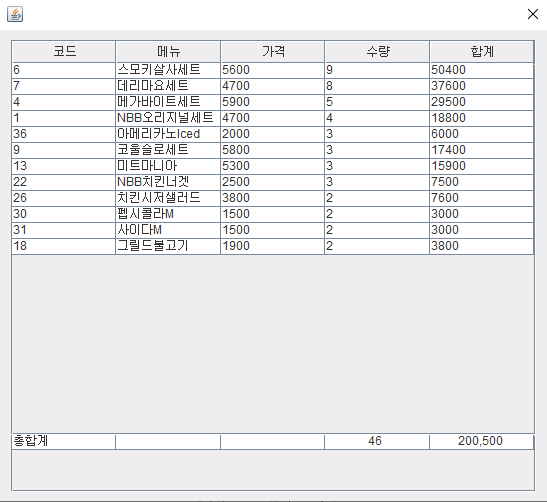 코드 메뉴 가격 수량 합계
6 스모키살사세트 5600 9 50400
7 데리마요세트 4700 8 37600
4 메가바이트세트 5900 5 29500
1 NBB오리지널세트 4700 4 18800
36 아메리카노Iced 2000 3 6000
9 코울슬로세트 5800 3 17400
13 미트마니아 5300 3 15900
22 NBB치킨너겟 2500 3 7500
26 치킨시저샐러드 3800 2 7600
30 펩시콜라M 1500 2 3000
31 사이다M 1500 2 3000
18 그릴드불고기 1900 2 3800
총합계 46 200,500